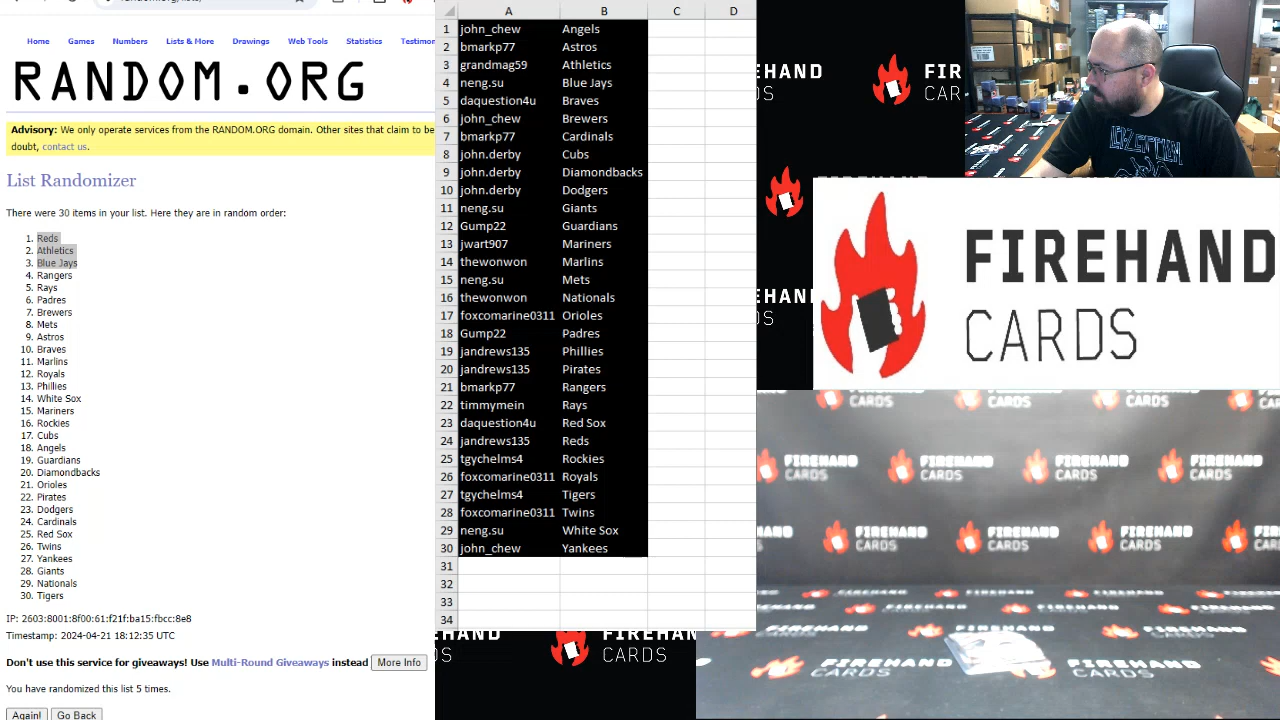 Home Games Numbers Lists & More Drawings Web Tools Statistics Testimor
RANDOM.ORG
Advisory: We only operate services from the RANDOM.ORG domain. Other sites that claim to be
doubt, contact us.
List Randomizer
There were 30 items in your list. Here they are in random order:
1. Reds
2. Athletics
3. Blue Jays
4. Rangers
5. Rays
6. Padres
7. Brewers
8. Mets
9. Astros
10. Braves
11. Marlins
12. Royals
13. Phillies
14. White Sox
15. Mariners
16. Rockies
17. Cubs
18. Angels
19. Guardians
20. Diamondbacks
21. Orioles
22. Pirates
23. Dodgers
24. Cardinals
25. Red Sox
26. Twins
27. Yankees
28. Giants
29. Nationals
30. Tigers
IP: 2603:8001:8f00:61:f21f:ba15:fbcc:8e8
Timestamp: 2024-04-21 18:12:35 UTC
Don't use this service for giveaways! Use Multi-Round Giveaways instead More Info
You have randomized this list 5 times.
Again! Go Back
A B C D
1 john_chew Angels
2 bmarkp77 Astros
3 grandmag59 Athletics
4 neng.su Blue Jays
5 daquestion4u Braves
6 john_chew Brewers
7 bmarkp77 Cardinals
8 john.derby Cubs
9 john.derby Diamondbacks
10 john.derby Dodgers
11 neng.su Giants
12 Gump22 Guardians
13 jwart907 Mariners
14 thewonwon Marlins
15 neng.su Mets
16 thewonwon Nationals
17 foxcomarine0311 Orioles
18 Gump22 Padres
19 jandrews135 Phillies
20 jandrews135 Pirates
21 bmarkp77 Rangers
22 timmymein Rays
23 daquestion4u Red Sox
24 jandrews135 Reds
25 tgychelms4 Rockies
26 foxcomarine0311 Royals
27 tgychelms4 Tigers
28 foxcomarine0311 Twins
29 neng.su White Sox
30 john_chew Yankees
31
32
33
34
FIREHAND
CARDS